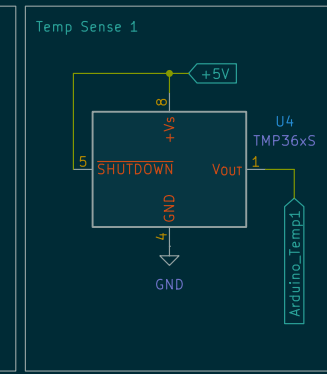 Temp Sense 1
+5V
8
+Vs
U4
TMP36xS
5
SHUTDOWN
VOUT
1
GND
4
GND
Arduino_Temp1